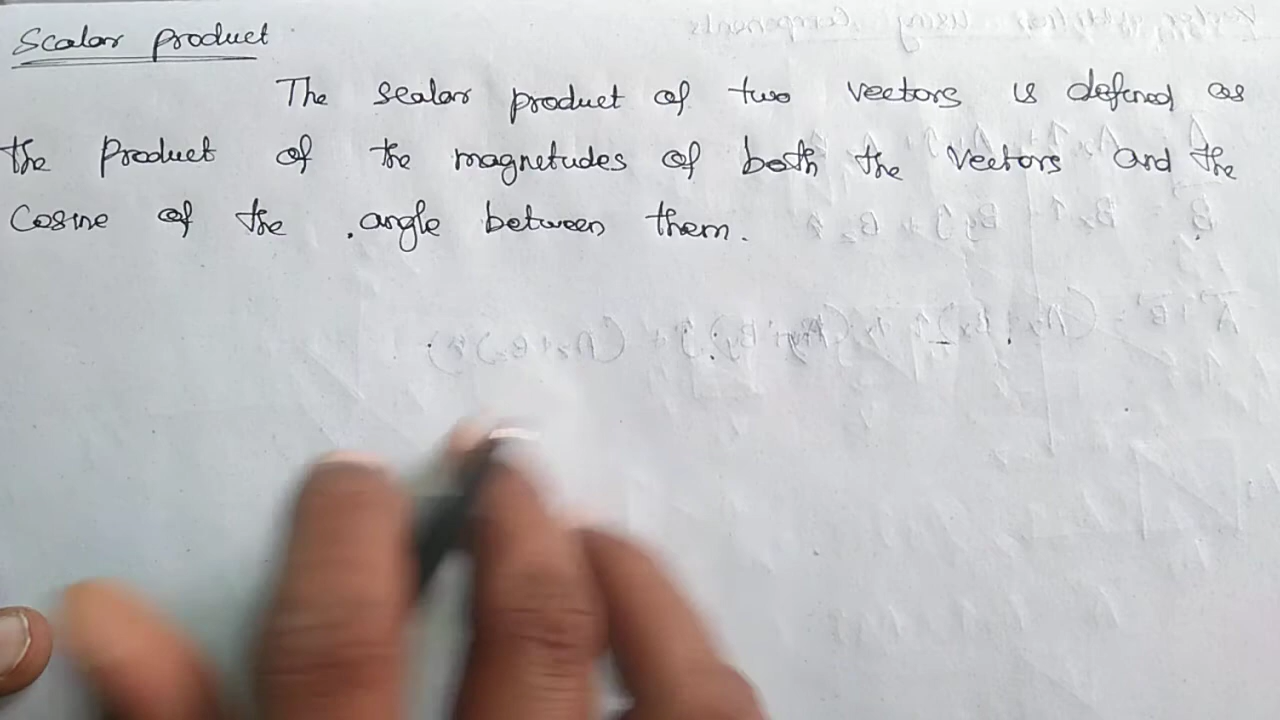 Scalar product
The scalar product of two vectors is defined as
the product of the magnetudes of both the vectors and the
Cosine of the angle between them.